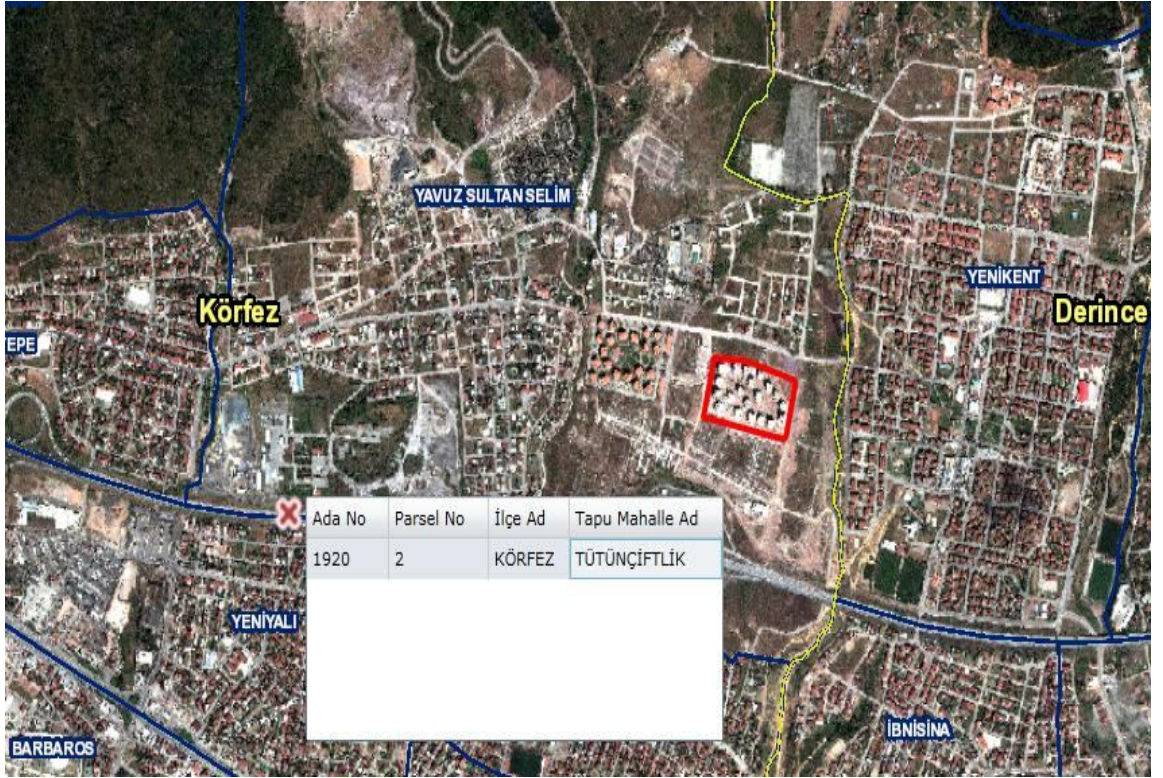 YAVUZ SULTAN SELİM
YENİKENT
Körfez
Derince
EPE
Ada No Parsel No İlçe Ad Tapu Mahalle Ad
1920 2 KÖRFEZ TÜTÜNÇİFTLİK
YENİYALI
İBNİSİNA
BARBAROS